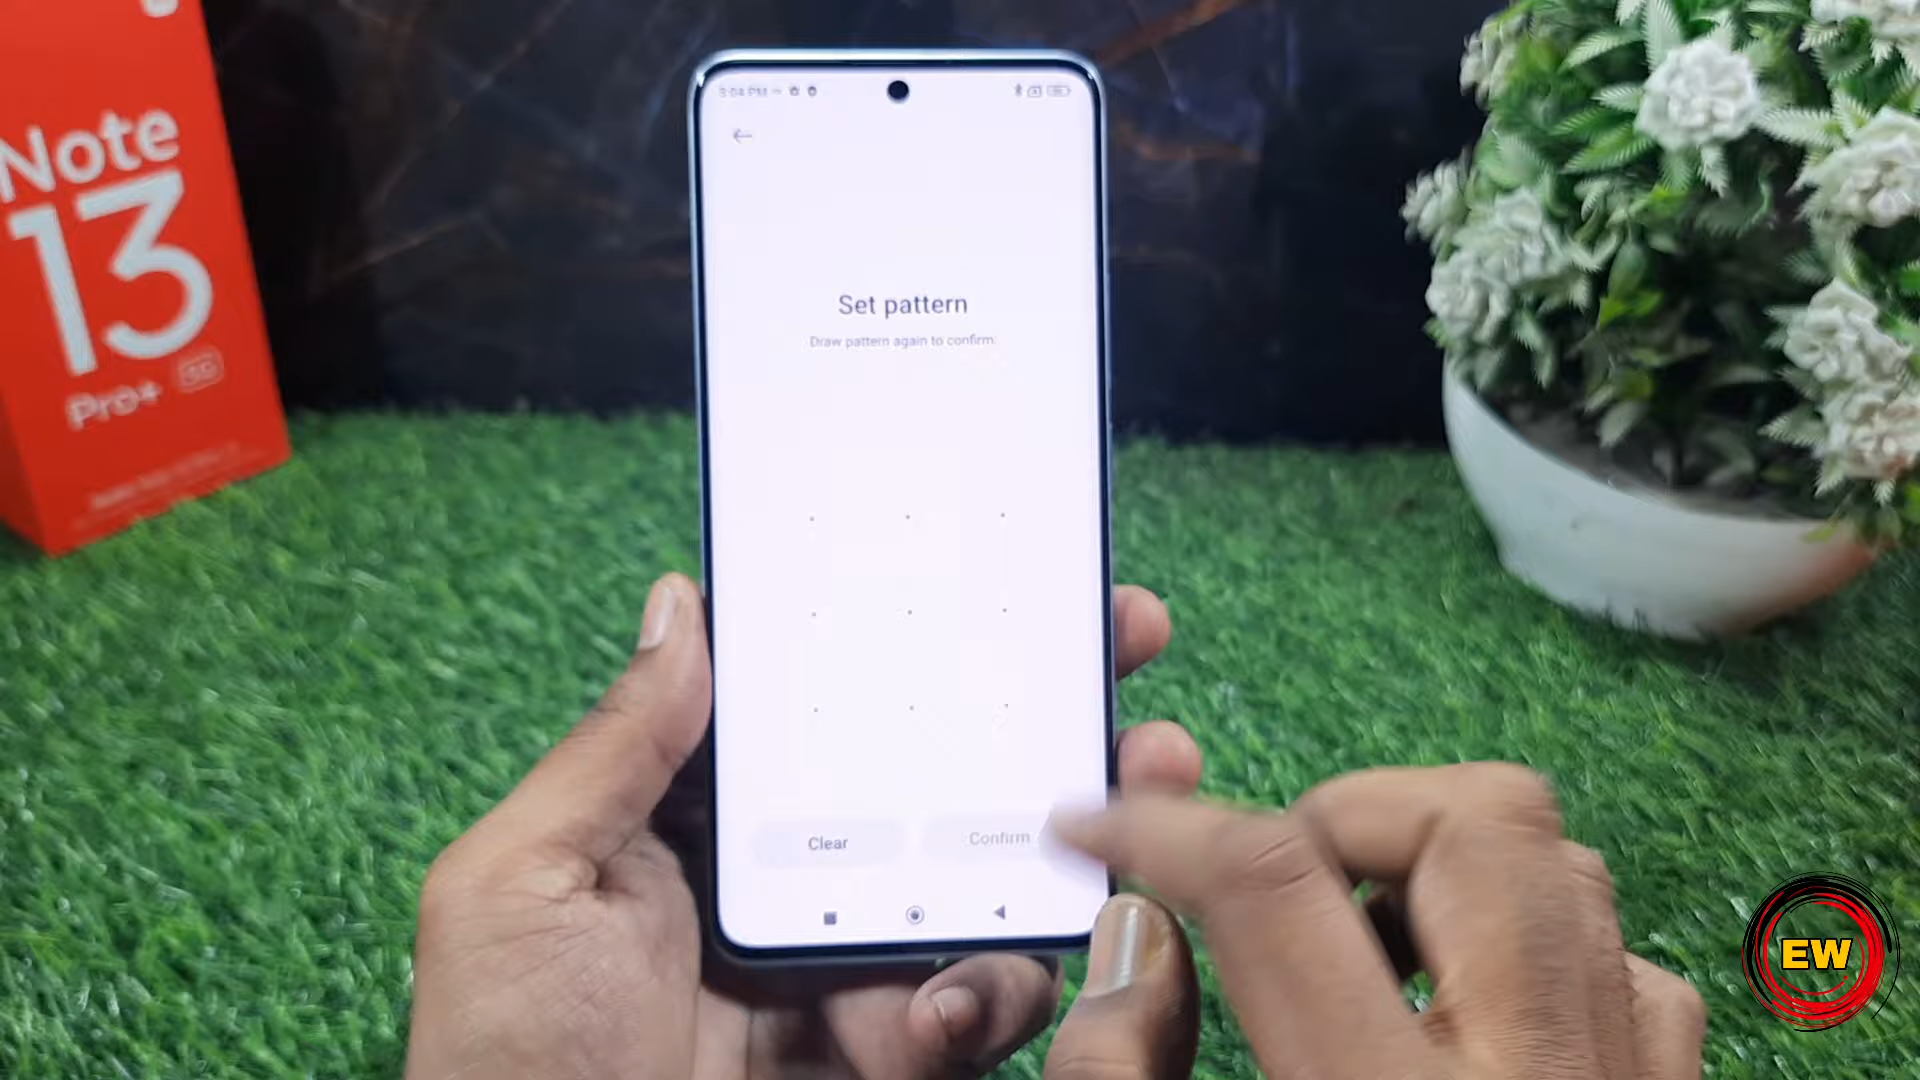 Note
13
Pro+ 5G
3:04 PM
Set pattern
Draw pattern again to confirm.
Clear
Confirm
EW